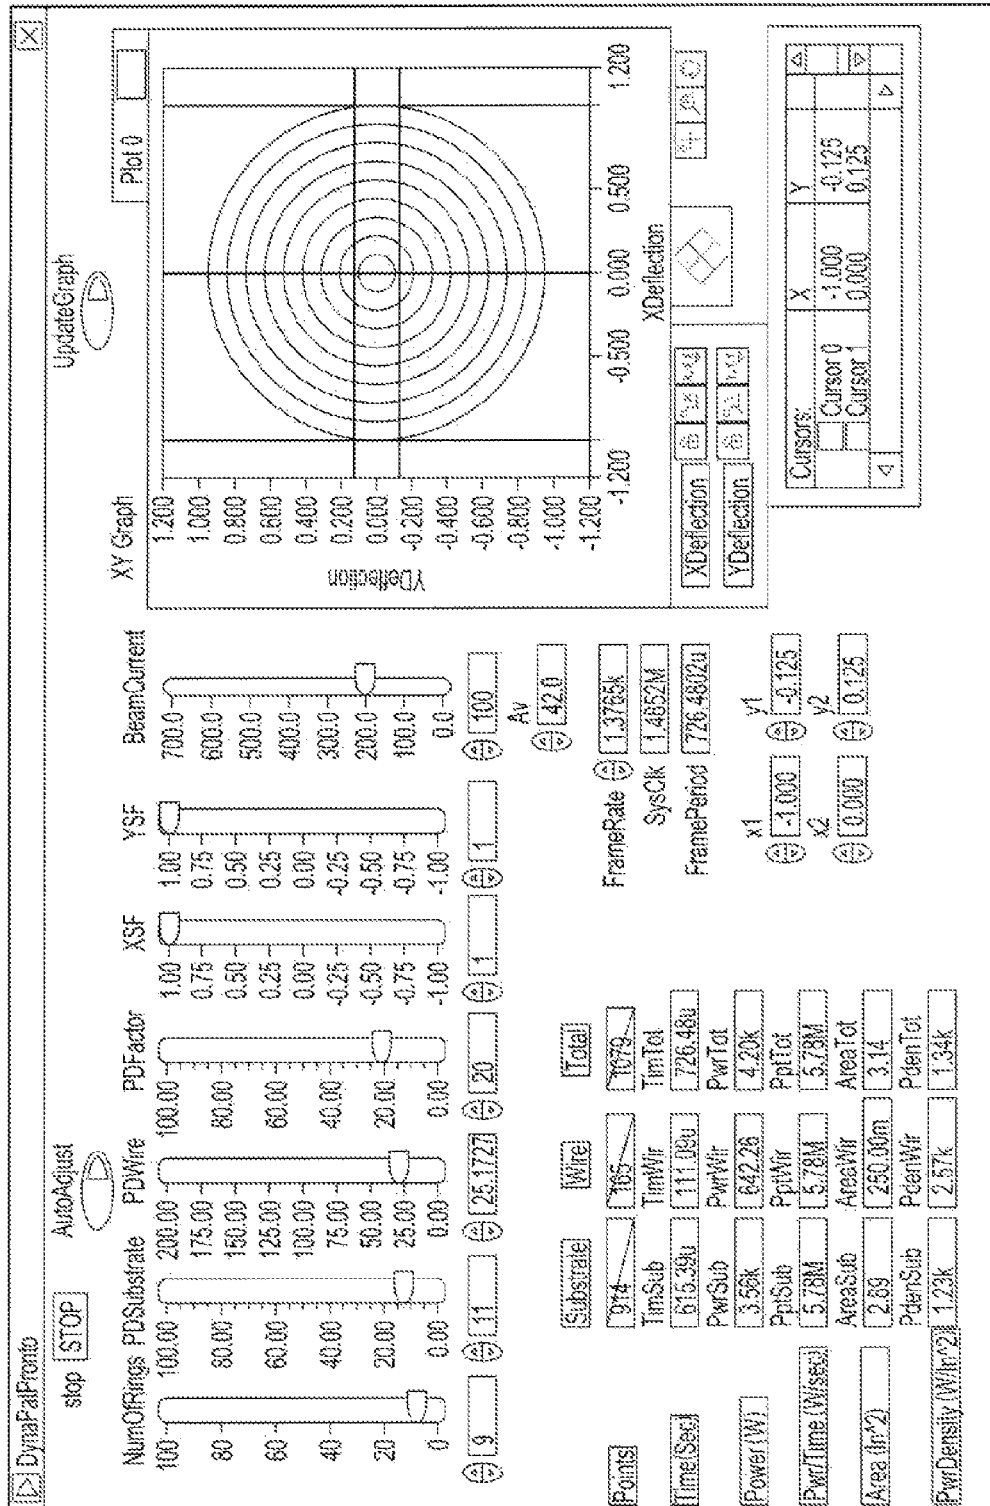 DynaPatPronto
stop STOP
AutoAdjust
UpdateGraph
NumOfRings PDSubstrate PDWire PDFactor XSF YSF BeamCurrent
100
80
60
40
20
0
9
100.00
80.00
60.00
40.00
20.00
0.00
11
200.00
175.00
150.00
125.00
100.00
75.00
50.00
25.00
0.00
25.1727
100.00
80.00
60.00
40.00
20.00
0.00
20
1.00
0.75
0.50
0.25
0.00
-0.25
-0.50
-0.75
-1.00
1
1.00
0.75
0.50
0.25
0.00
-0.25
-0.50
-0.75
-1.00
1
700.0
600.0
500.0
400.0
300.0
200.0
100.0
0.0
100
Av
42.0
FrameRate 1.3765k
SysClk 1.4852M
FramePeriod 726.4802u
x1 y1
-1.000 -0.125
x2 y2
0.000 0.125
Substrate Wire Total
Points 914 165 1079
TimSub TimWir TimTot
Time(Sec) 615.39u 111.09u 726.48u
PwrSub PwrWir PwrTot
Power (W) 3.56k 642.26 4.20k
PptSub PptWir PptTot
Pwr/Time (W/sec) 5.78M 5.78M 5.78M
AreaSub AreaWir AreaTot
Area (In^2) 2.89 250.00m 3.14
PdenSub PdenWir PdenTot
PwrDensity (W/In^2) 1.23k 2.57k 1.34k
XY Graph
Plot 0
YDeflection
1.200
1.000
0.800
0.600
0.400
0.200
0.000
-0.200
-0.400
-0.600
-0.800
-1.000
-1.200
-1.200 -0.500 0.000 0.500 1.200
XDeflection
XDeflection
YDeflection
Cursors: X Y
Cursor 0 -1.000 -0.125
Cursor 1 0.000 0.125